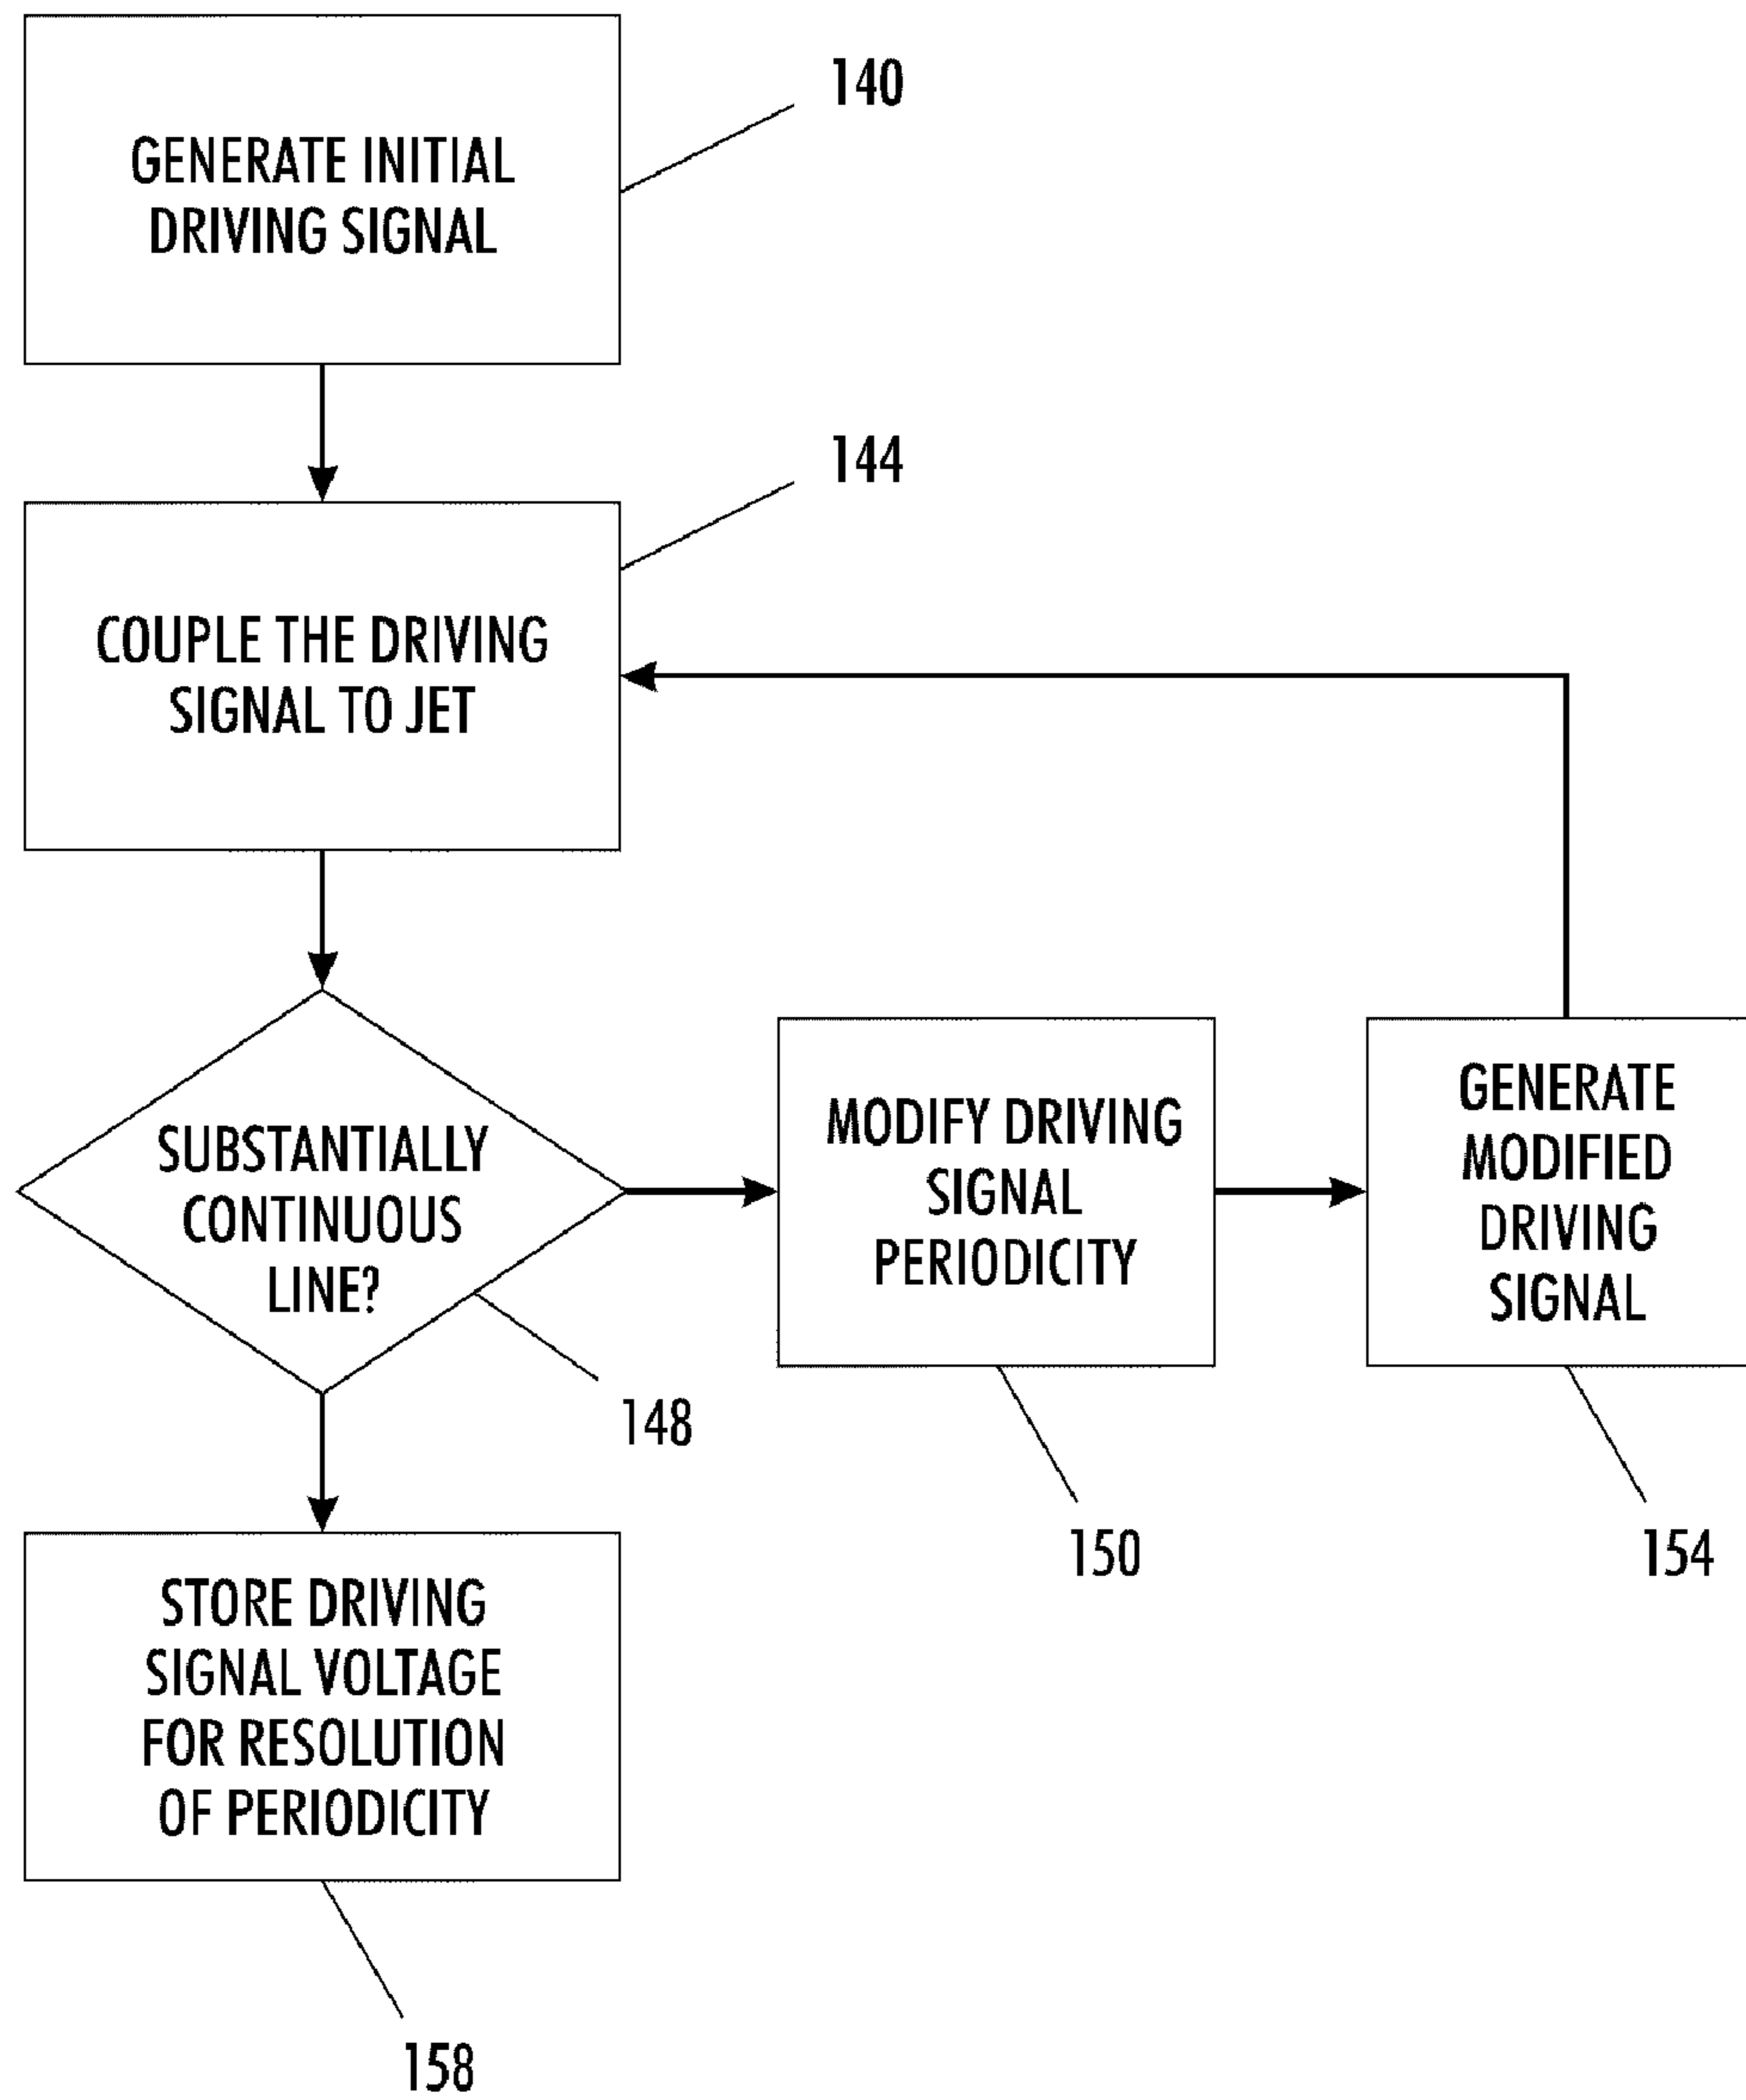 GENERATE INITIAL
DRIVING SIGNAL
140
COUPLE THE DRIVING
SIGNAL TO JET
144
SUBSTANTIALLY
CONTINUOUS
LINE?
148
MODIFY DRIVING
SIGNAL
PERIODICITY
150
GENERATE
MODIFIED
DRIVING
SIGNAL
154
STORE DRIVING
SIGNAL VOLTAGE
FOR RESOLUTION
OF PERIODICITY
158